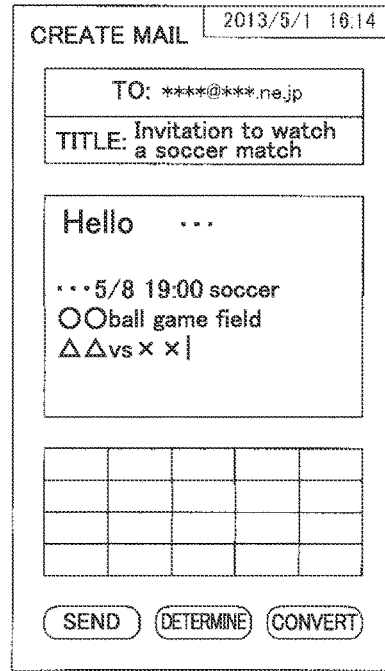 2013/5/1 16:14
CREATE MAIL
TO: ****@***.ne.jp
TITLE: Invitation to watch
a soccer match
Hello ・・・
・・・5/8 19:00 soccer
○○ball game field
△△vs××|
SEND DETERMINE CONVERT